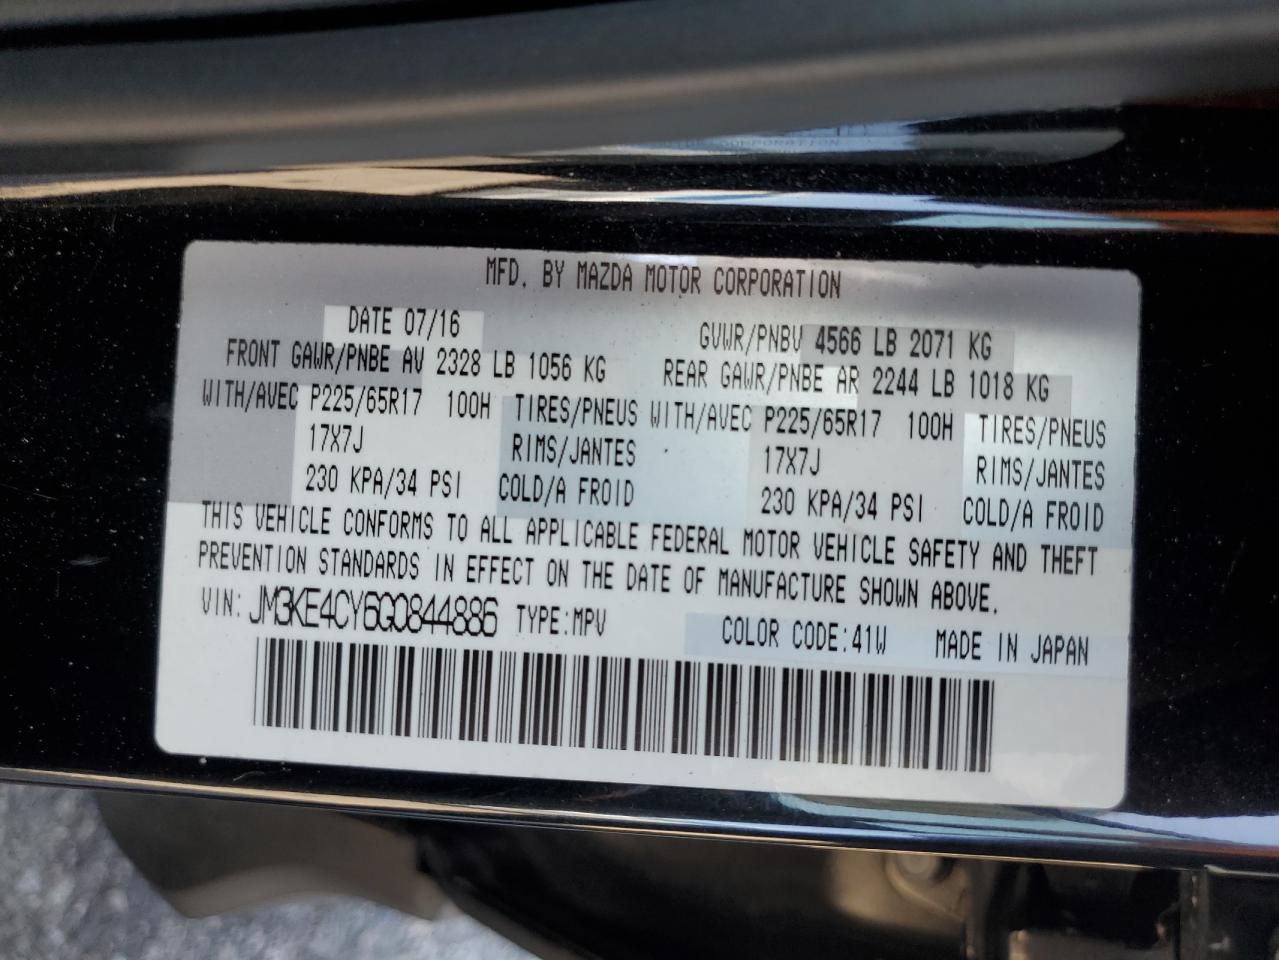 MFD. BY MAZDA MOTOR CORPORATION
DATE 07/16 GVWR/PNBV 4566 LB 2071 KG
FRONT GAWR/PNBE AV 2328 LB 1056 KG REAR GAWR/PNBE AR 2244 LB 1018 KG
WITH/AVEC P225/65R17 100H TIRES/PNEUS WITH/AVEC P225/65R17 100H TIRES/PNEUS
17X7J RIMS/JANTES 17X7J RIMS/JANTES
230 KPA/34 PSI COLD/A FROID 230 KPA/34 PSI COLD/A FROID
THIS VEHICLE CONFORMS TO ALL APPLICABLE FEDERAL MOTOR VEHICLE SAFETY AND THEFT
PREVENTION STANDARDS IN EFFECT ON THE DATE OF MANUFACTURE SHOWN ABOVE.
VIN: JM3KE4CY6G0844886 TYPE:MPV COLOR CODE:41W MADE IN JAPAN